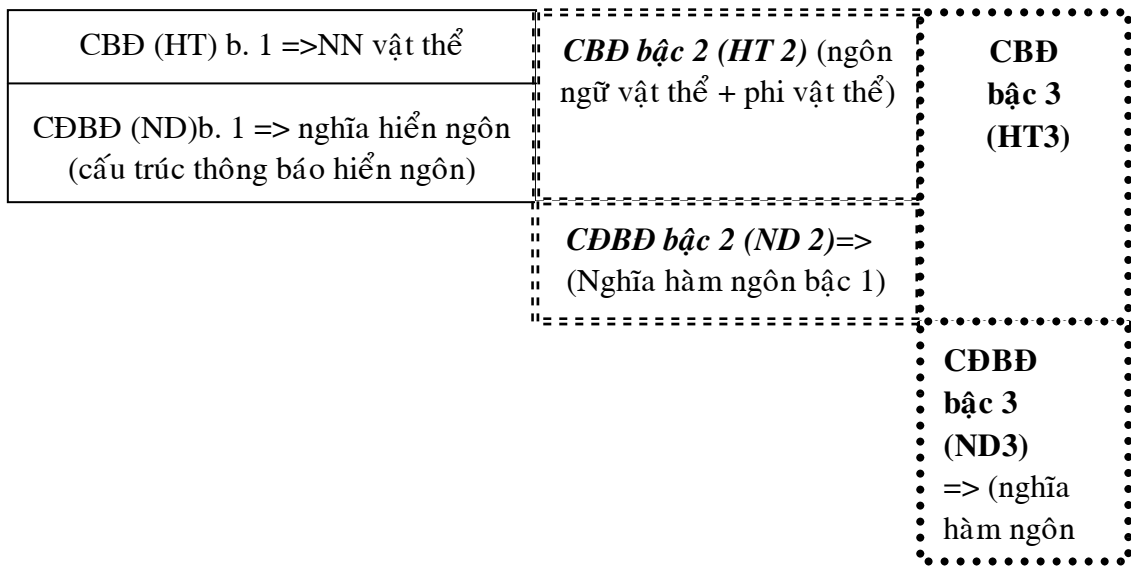 CBĐ (HT) b. 1 =>NN vật thể
CĐBĐ (ND)b. 1 => nghĩa hiển ngôn
(cấu trúc thông báo hiển ngôn)
CBĐ bậc 2 (HT 2) (ngôn
ngữ vật thể + phi vật thể)
CĐBĐ bậc 2 (ND 2)=>
(Nghĩa hàm ngôn bậc 1)
CBĐ
bậc 3
(HT3)
CĐBĐ
bậc 3
(ND3)
=> (nghĩa
hàm ngôn